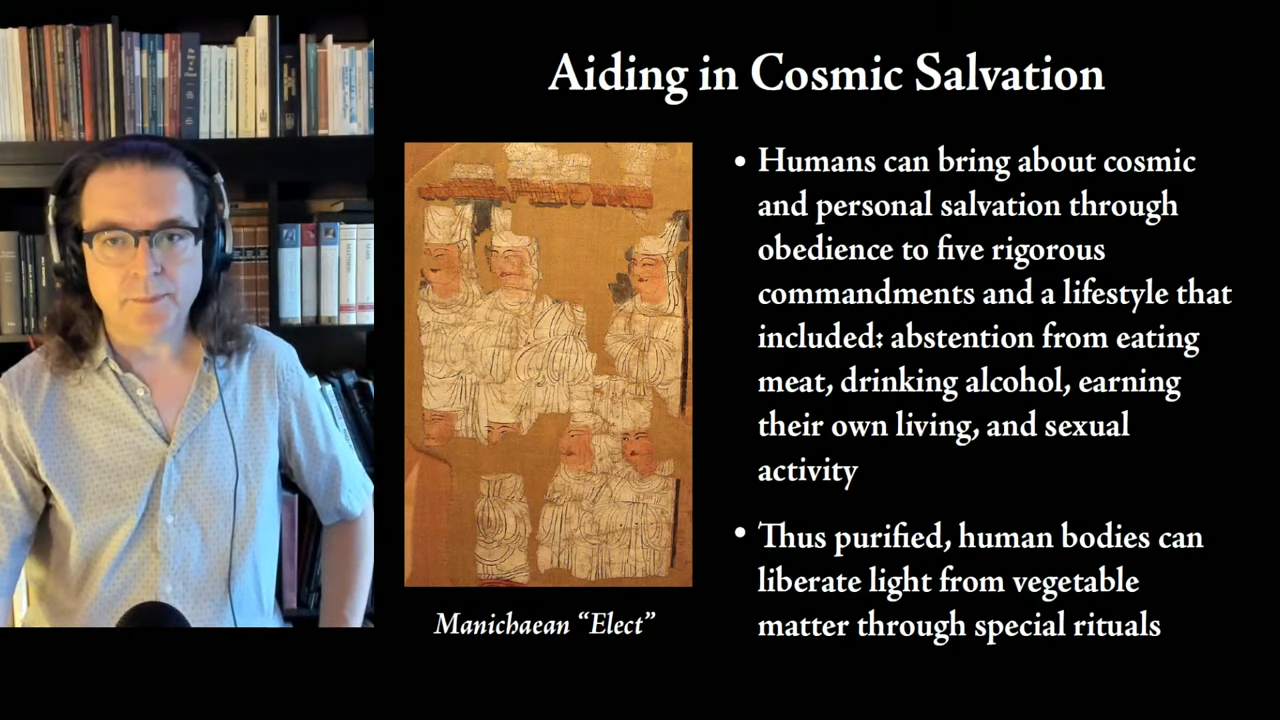 Aiding in Cosmic Salvation
• Humans can bring about cosmic
and personal salvation through
obedience to five rigorous
commandments and a lifestyle that
included: abstention from eating
meat, drinking alcohol, earning
their own living, and sexual
activity
• Thus purified, human bodies can
liberate light from vegetable
matter through special rituals
Manichaean “Elect”